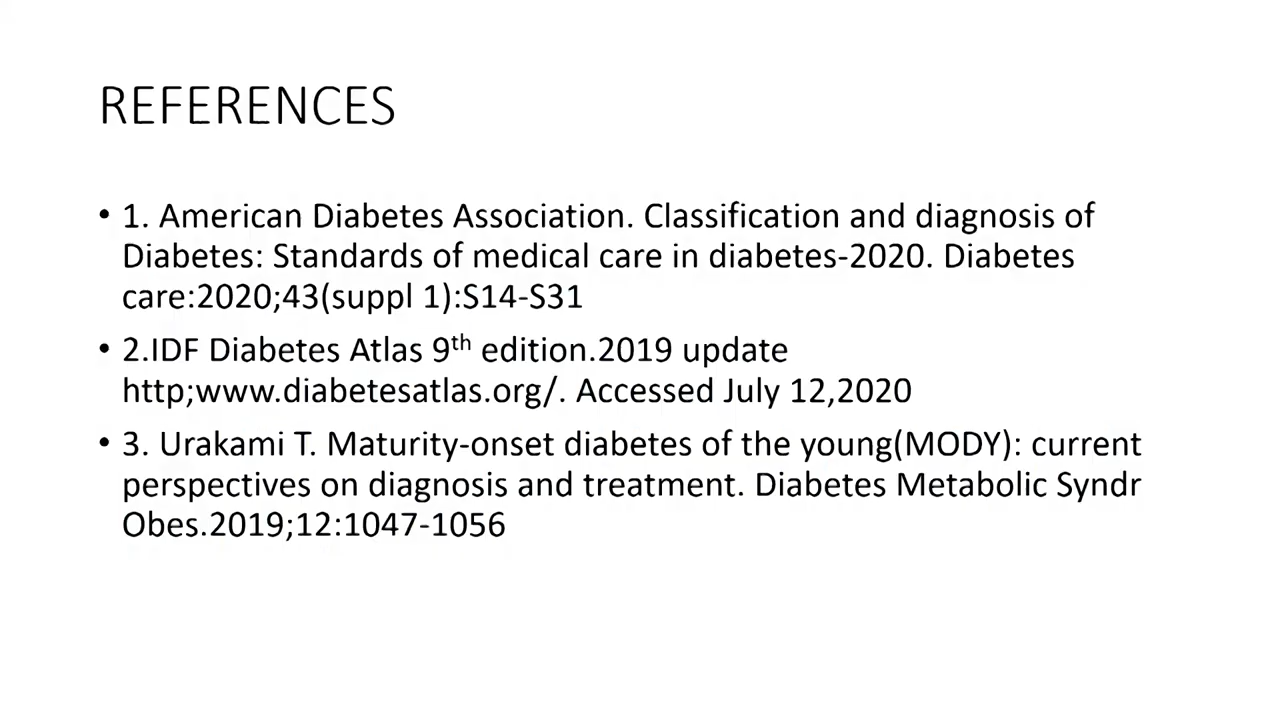 REFERENCES
• 1. American Diabetes Association. Classification and diagnosis of
Diabetes: Standards of medical care in diabetes-2020. Diabetes
care:2020;43(suppl 1):S14-S31
• 2.IDF Diabetes Atlas 9th edition.2019 update
http;www.diabetesatlas.org/. Accessed July 12,2020
• 3. Urakami T. Maturity-onset diabetes of the young(MODY): current
perspectives on diagnosis and treatment. Diabetes Metabolic Syndr
Obes.2019;12:1047-1056